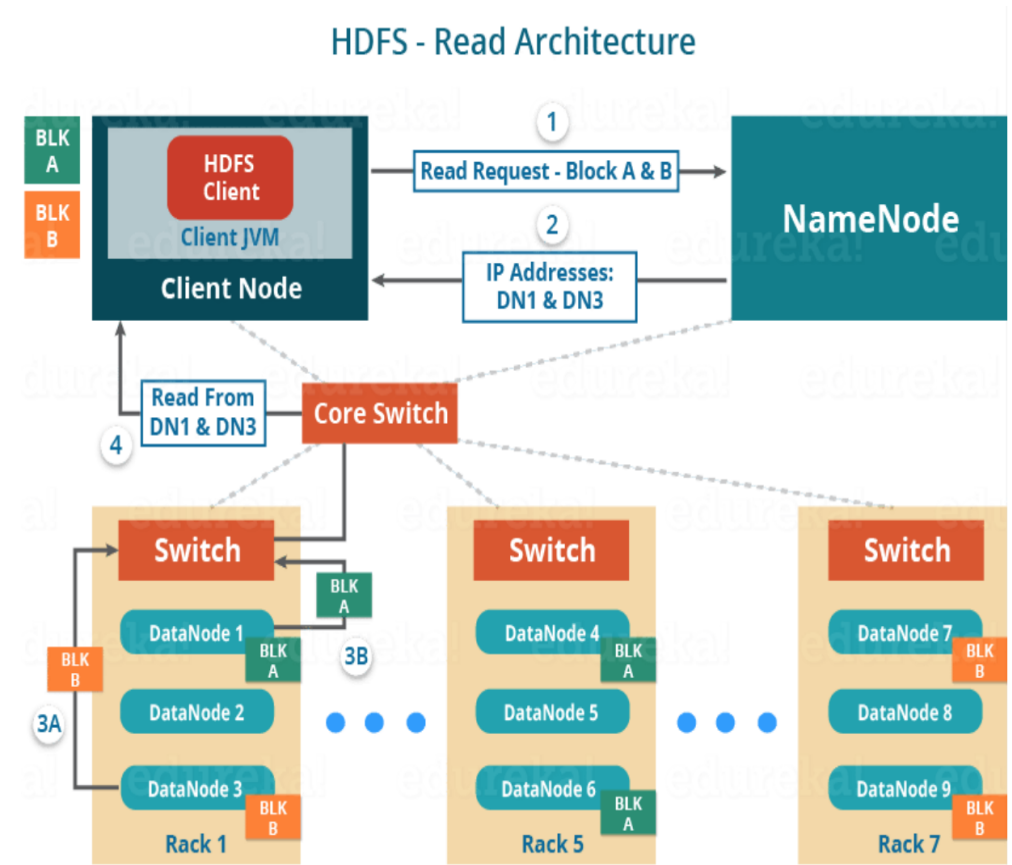 HDFS - Read Architecture
edureka!
BLK
A
BLK
B
HDFS
Client
Client JVM
Client Node
1
Read Request - Block A & B
2
IP Addresses:
DN1 & DN3
NameNode
Read From
DN1 & DN3
4
Core Switch
Switch
Switch
Switch
BLK
A
DataNode 1
BLK
A
3B
BLK
B
3A
DataNode 2
DataNode 3
BLK
B
Rack 1
DataNode 4
BLK
A
DataNode 5
DataNode 6
BLK
A
Rack 5
DataNode 7
BLK
B
DataNode 8
DataNode 9
BLK
B
Rack 7